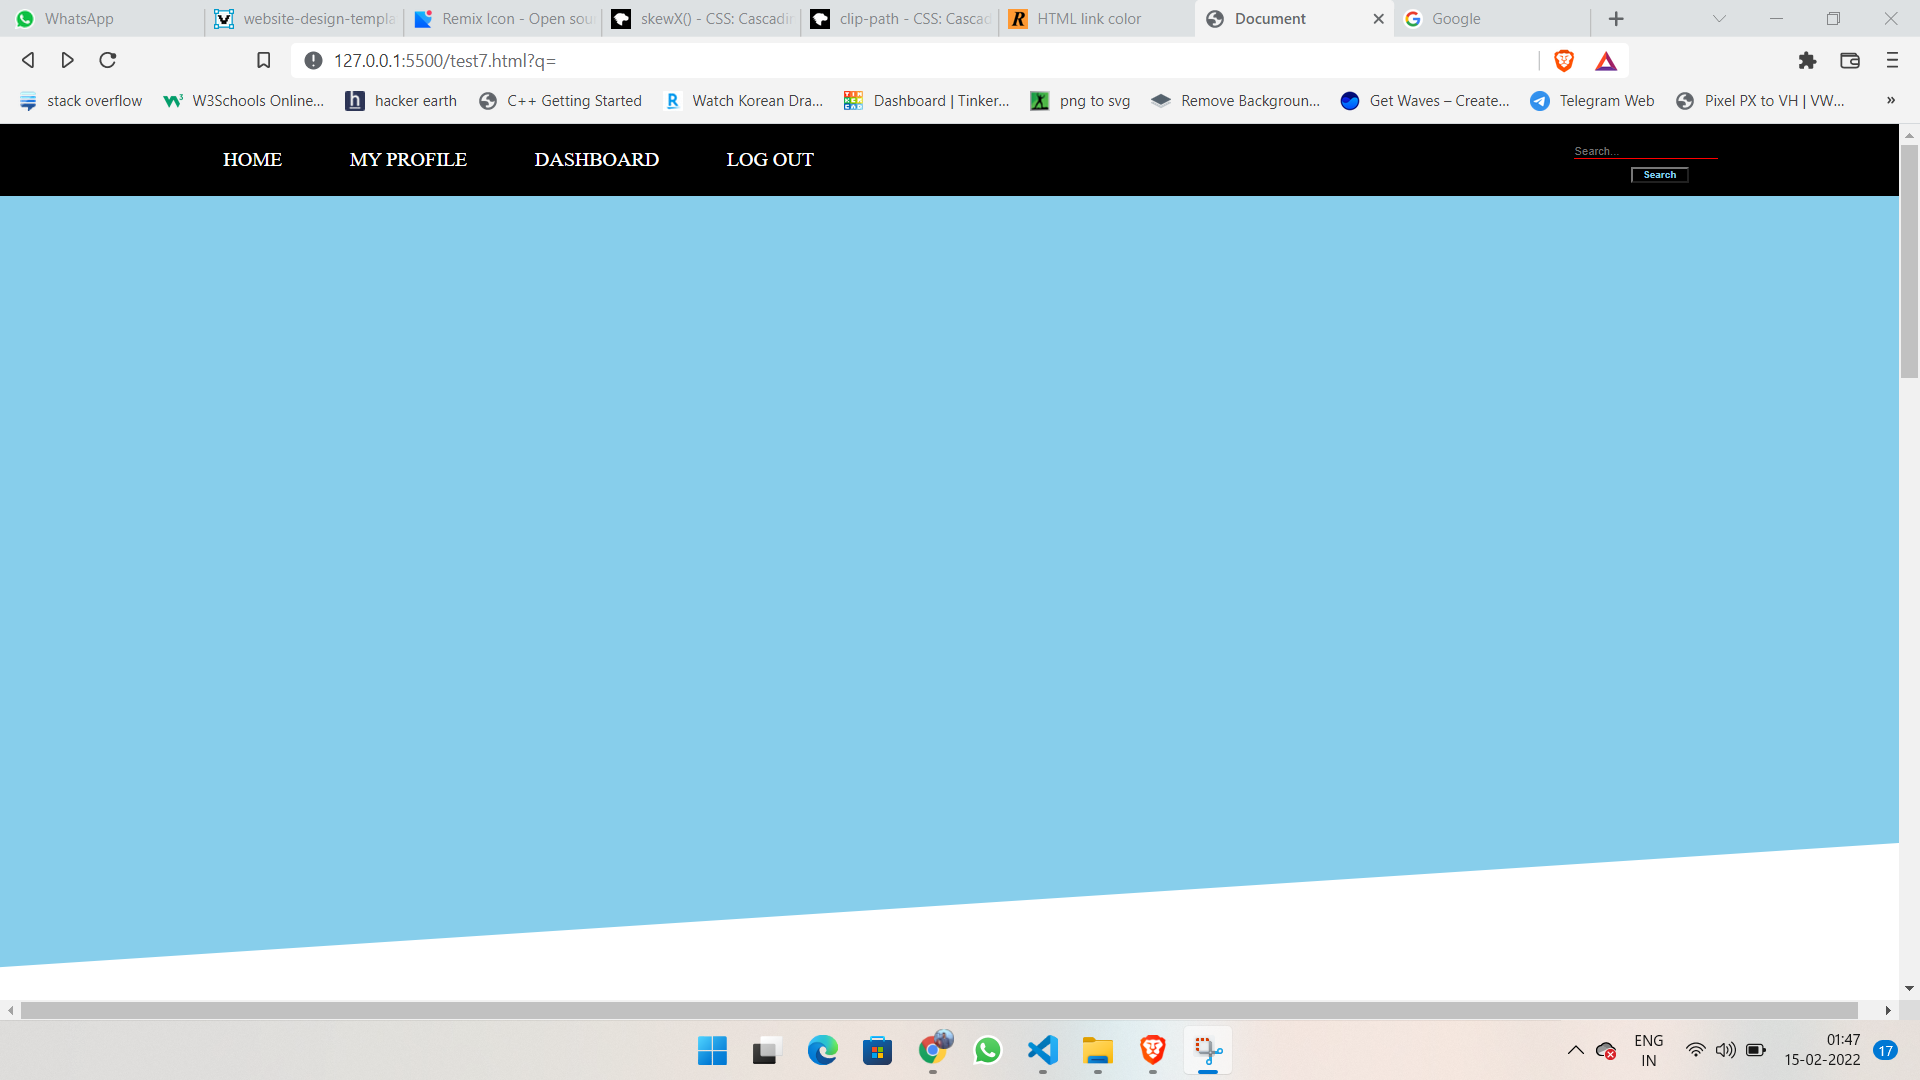 WhatsApp
website-design-templa
Remix Icon - Open sou
skewX() - CSS: Cascadin
clip-path - CSS: Cascad
HTML link color
Document
Google
127.0.0.1:5500/test7.html?q=
stack overflow
W3Schools Online...
hacker earth
C++ Getting Started
Watch Korean Dra...
Dashboard | Tinker...
png to svg
Remove Backgroun...
Get Waves – Create...
Telegram Web
Pixel PX to VH | VW...
»
HOME
MY PROFILE
DASHBOARD
LOG OUT
Search...
Search
ENG
IN
01:47
15-02-2022
17